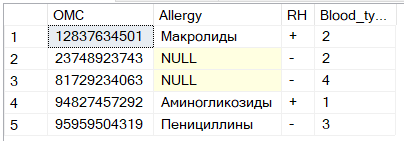 OMC Allergy RH Blood_ty...
1 12837634501 Макролиды + 2
2 23748923743 NULL - 2
3 81729234063 NULL - 4
4 94827457292 Аминогликозиды + 1
5 95959504319 Пенициллины - 3